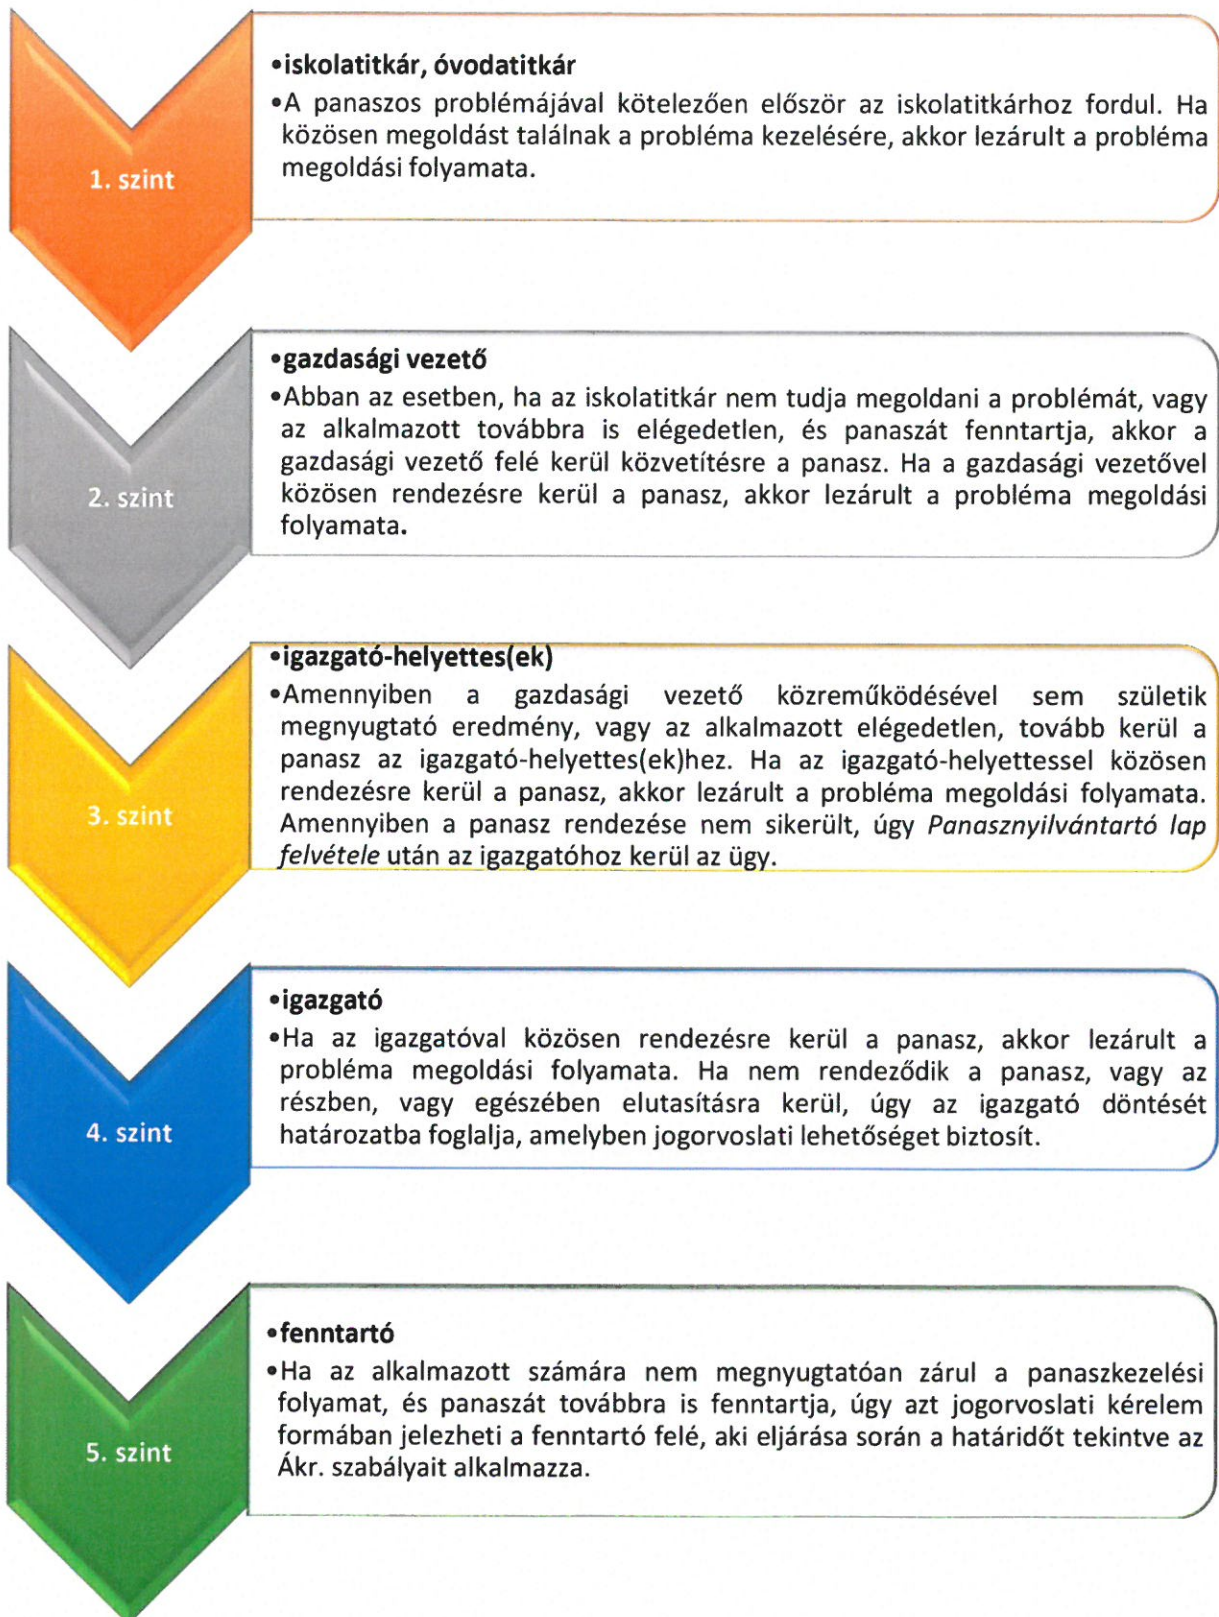 •iskolatitkár, óvodatitkár
•A panaszos problémájával kötelezően először az iskolatitkárhoz fordul. Ha
közösen megoldást találnak a probléma kezelésére, akkor lezárult a probléma
megoldási folyamata.
1. szint
•gazdasági vezető
•Abban az esetben, ha az iskolatitkár nem tudja megoldani a problémát, vagy
az alkalmazott továbbra is elégedetlen, és panaszát fenntartja, akkor a
gazdasági vezető felé kerül közvetítésre a panasz. Ha a gazdasági vezetővel
közösen rendezésre kerül a panasz, akkor lezárult a probléma megoldási
folyamata.
2. szint
•igazgató-helyettes(ek)
•Amennyiben a gazdasági vezető közreműködésével sem születik
megnyugtató eredmény, vagy az alkalmazott elégedetlen, tovább kerül a
panasz az igazgató-helyettes(ek)hez. Ha az igazgató-helyettessel közösen
rendezésre kerül a panasz, akkor lezárult a probléma megoldási folyamata.
Amennyiben a panasz rendezése nem sikerült, úgy Panasznyilvántartó lap
felvétele után az igazgatóhoz kerül az ügy.
3. szint
•igazgató
•Ha az igazgatóval közösen rendezésre kerül a panasz, akkor lezárult a
probléma megoldási folyamata. Ha nem rendeződik a panasz, vagy az
részben, vagy egészében elutasításra kerül, úgy az igazgató döntését
határozatba foglalja, amelyben jogorvoslati lehetőséget biztosít.
4. szint
•fenntartó
•Ha az alkalmazott számára nem megnyugtatóan zárul a panaszkezelési
folyamat, és panaszát továbbra is fenntartja, úgy azt jogorvoslati kérelem
formában jelezheti a fenntartó felé, aki eljárása során a határidőt tekintve az
Ákr. szabályait alkalmazza.
5. szint